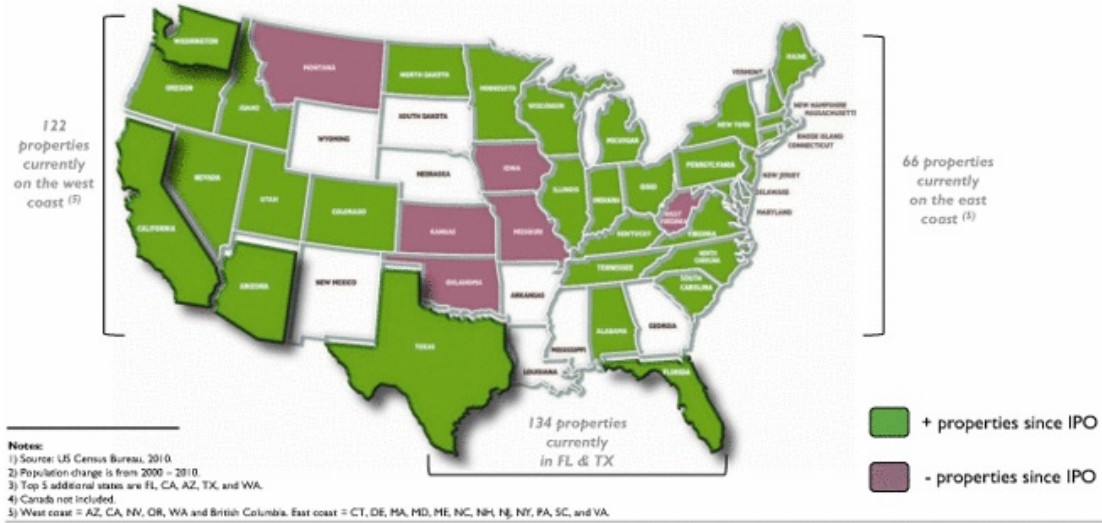 WASHINGTON
MONTANA
NORTH DAKOTA
MINNESOTA
MAINE
VERMONT
OREGON
IDAHO
SOUTH DAKOTA
WISCONSIN
NEW HAMPSHIRE
MASSACHUSETTS
WYOMING
MICHIGAN
NEW YORK
RHODE ISLAND
CONNECTICUT
122
properties
currently
on the west
coast (5)
66 properties
currently
on the east
coast (5)
IOWA
NEBRASKA
PENNSYLVANIA
NEW JERSEY
NEVADA
UTAH
COLORADO
ILLINOIS
INDIANA
OHIO
DELAWARE
MARYLAND
CALIFORNIA
KANSAS
MISSOURI
WEST
VIRGINIA
KENTUCKY
VIRGINIA
NORTH
CAROLINA
TENNESSEE
ARIZONA
NEW MEXICO
OKLAHOMA
ARKANSAS
SOUTH
CAROLINA
TEXAS
ALABAMA
GEORGIA
MISSISSIPPI
LOUISIANA
FLORIDA
134 properties
currently
in FL & TX
+ properties since IPO
- properties since IPO
Notes:
1) Source: US Census Bureau, 2010.
2) Population change is from 2000 – 2010.
3) Top 5 additional states are FL, CA, AZ, TX, and WA.
4) Canada not included.
5) West coast = AZ, CA, NV, OR, WA and British Columbia. East coast = CT, DE, MA, MD, ME, NC, NH, NJ, NY, PA, SC, and VA.